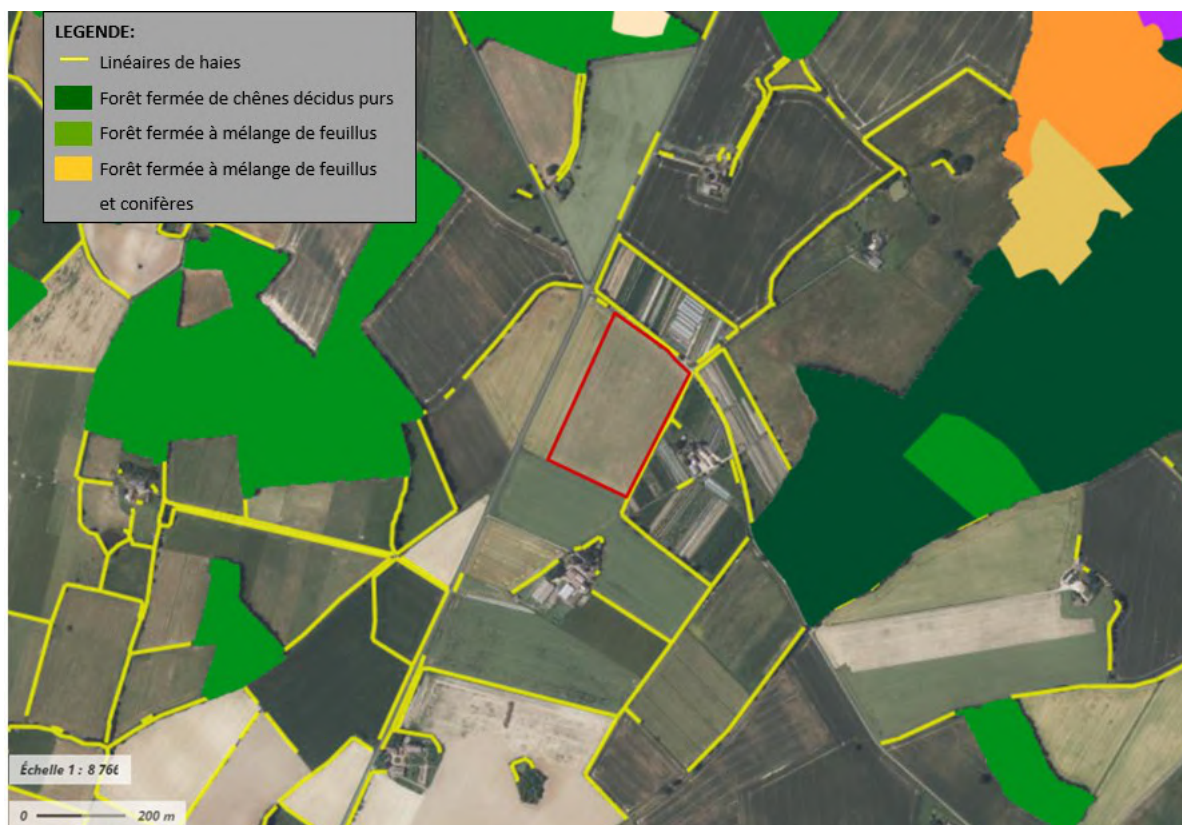 LEGENDE:
Linéaires de haies
Forêt fermée de chênes décidus purs
Forêt fermée à mélange de feuillus
Forêt fermée à mélange de feuillus
et conifères
Échelle 1 : 8 766
0 200 m